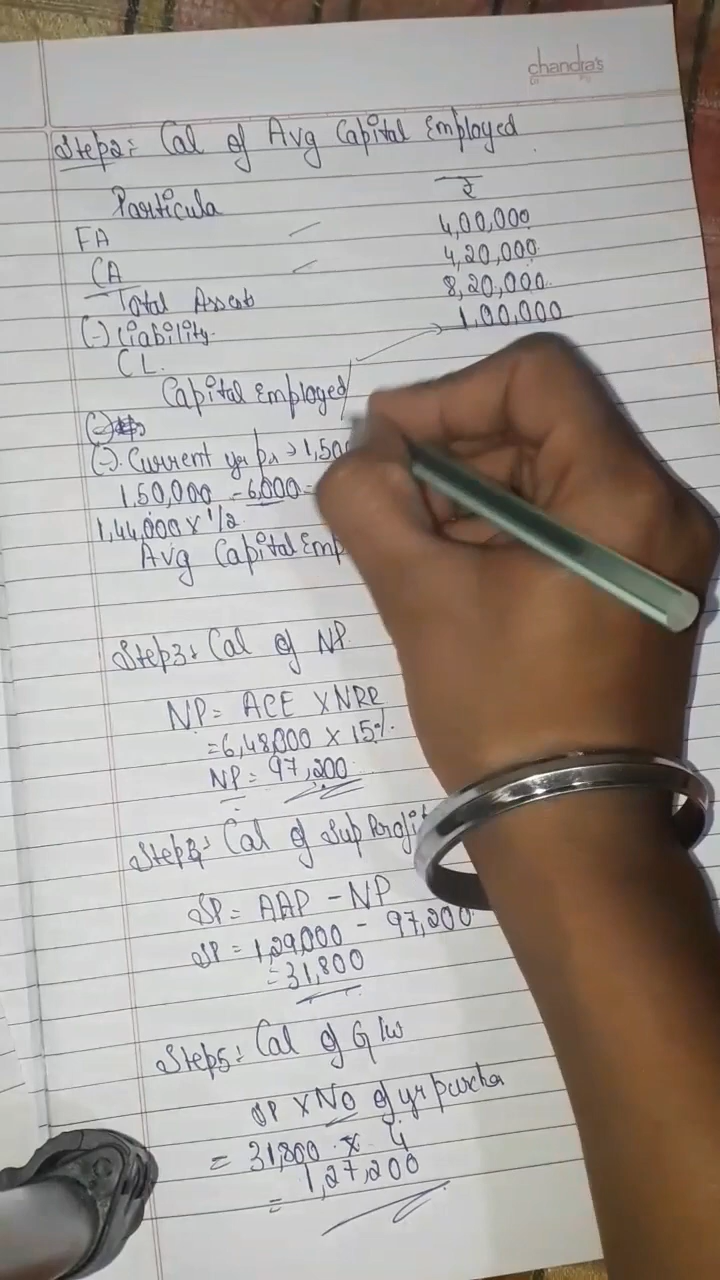 chandra's
Step2: Cal of Avg Capital Employed
Particula ₹
FA 4,00,000
CA 4,20,000
Total Assets 8,20,000
(-) Liability. 1,00,000
CL.
Capital Employed
(-)
(-). Current yr → 1,50
1,50,000 - 6,000 =
1,44,000 x 1/2
Avg Capital Emp
Step3: Cal of NP
NP = ACE X NRR
= 6,48,000 x 15%.
NP = 97,200
Step4: Cal of Sup Profit
SP = AAP - NP
SP = 1,29,000 - 97,200
= 31,800
Step5: Cal of G/w
SP X No of yr purcha
= 31,800 x 4
= 1,27,200